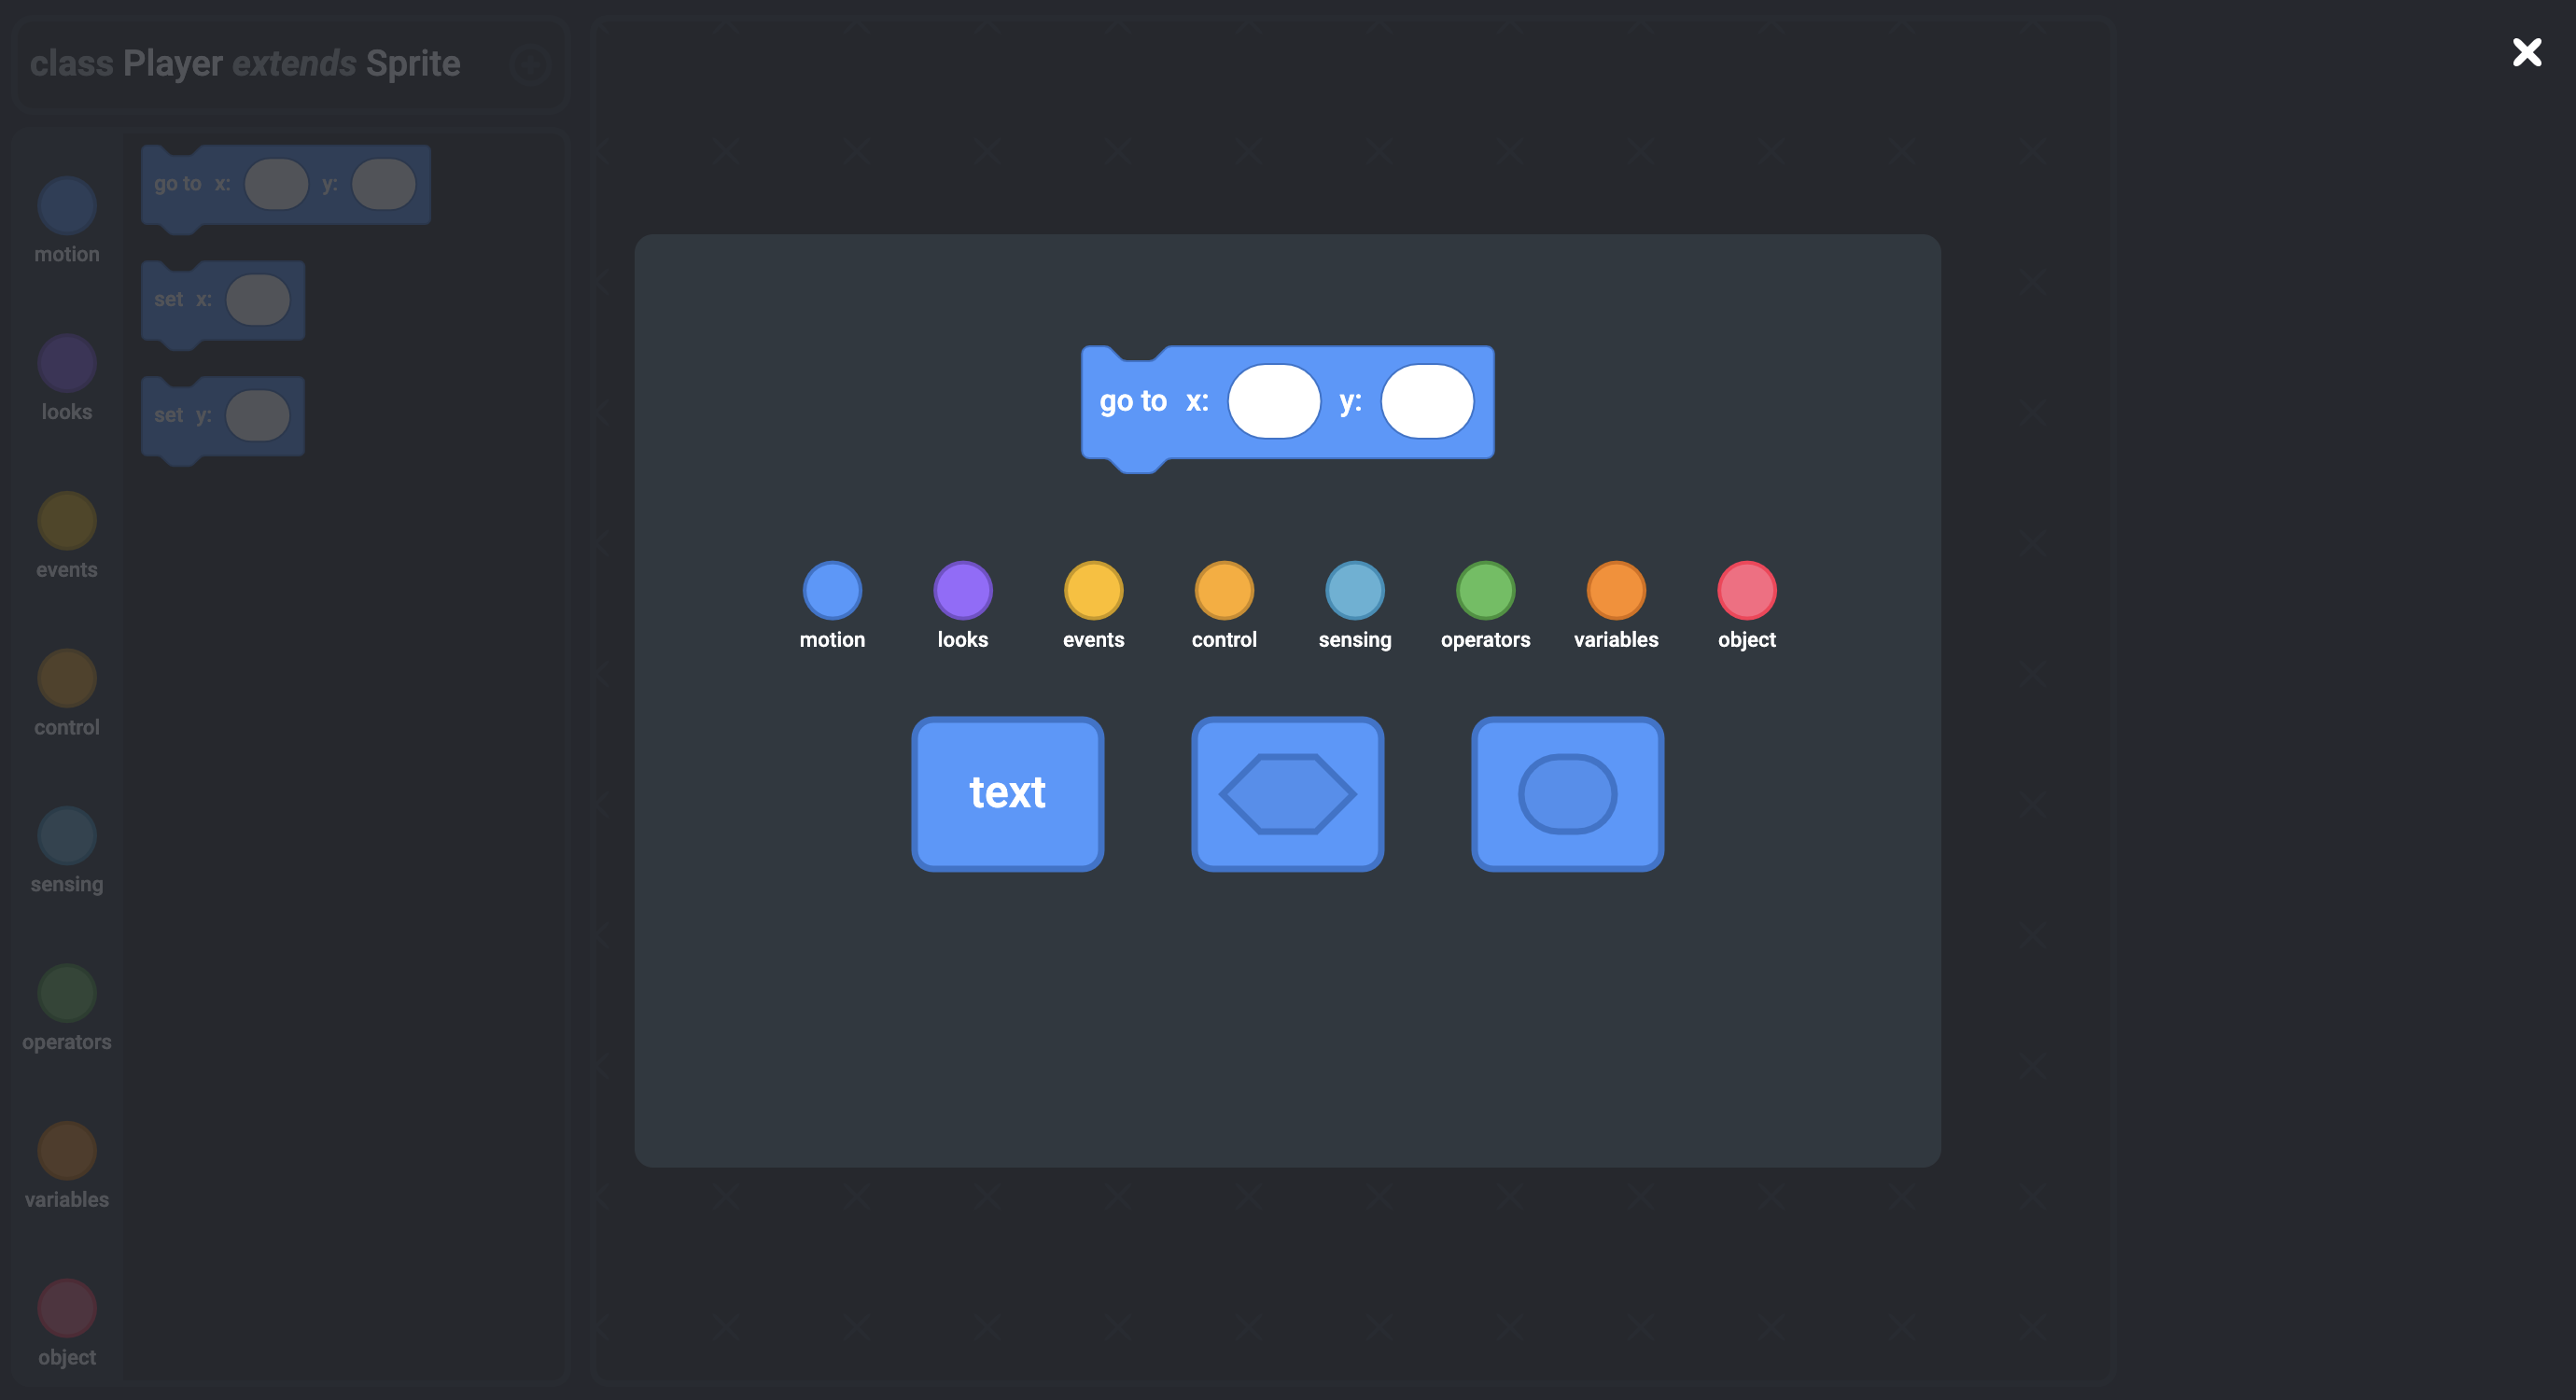 class Player extends Sprite
motion
looks
events
control
sensing
operators
variables
object
go to x: y:
set x:
set y:
go to x: y:
motion looks events control sensing operators variables object
text